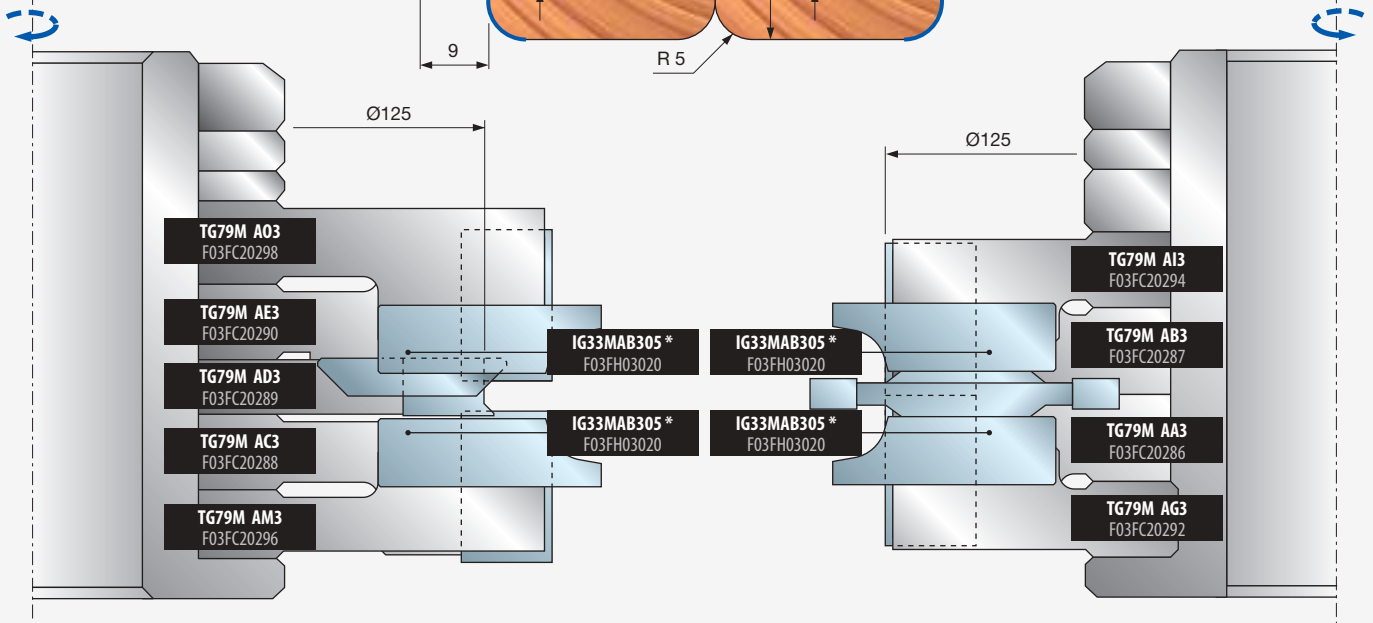 9
R 5
Ø125
Ø125
TG79M AO3
F03FC20298
TG79M AE3
F03FC20290
TG79M AD3
F03FC20289
TG79M AC3
F03FC20288
TG79M AM3
F03FC20296
IG33MAB305 *
F03FH03020
IG33MAB305 *
F03FH03020
IG33MAB305 *
F03FH03020
IG33MAB305 *
F03FH03020
TG79M AI3
F03FC20294
TG79M AB3
F03FC20287
TG79M AA3
F03FC20286
TG79M AG3
F03FC20292